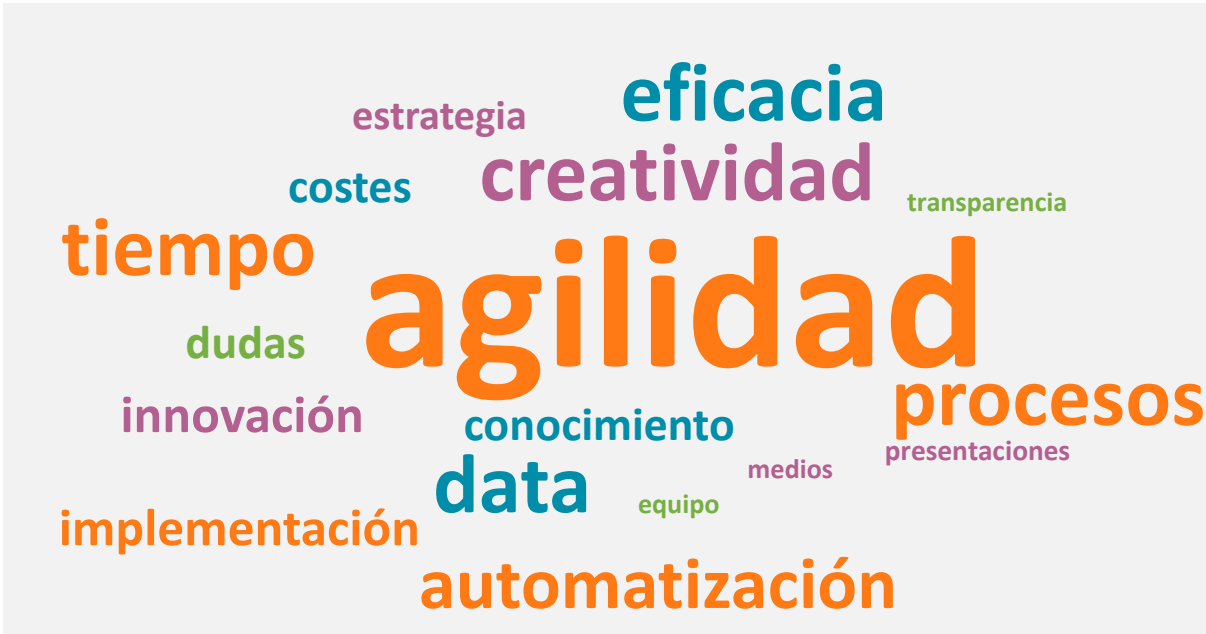 eficacia
estrategia
creatividad
costes
transparencia
tiempo
agilidad
dudas
procesos
innovación
conocimiento
presentaciones
medios
data
equipo
implementación
automatización